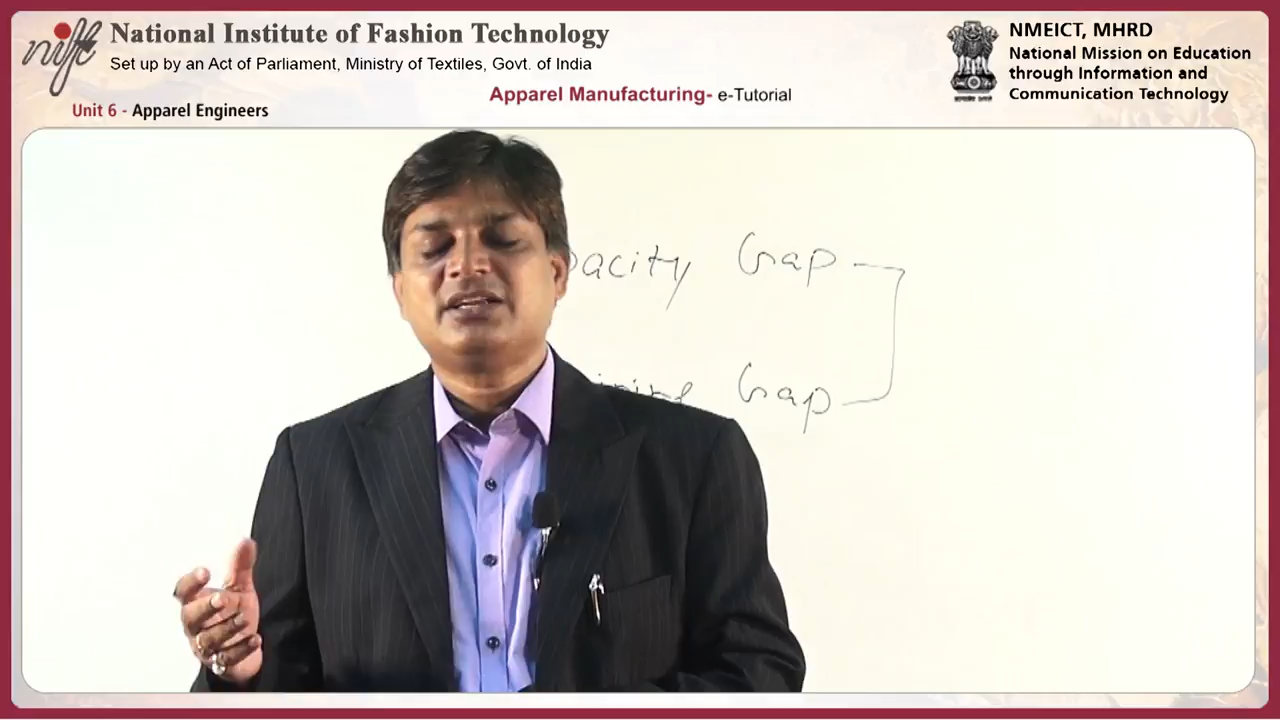 nift National Institute of Fashion Technology
Set up by an Act of Parliament, Ministry of Textiles, Govt. of India
Apparel Manufacturing- e-Tutorial
Unit 6 - Apparel Engineers
NMEICT, MHRD
National Mission on Education
through Information and
Communication Technology
pacity Gap
Gap